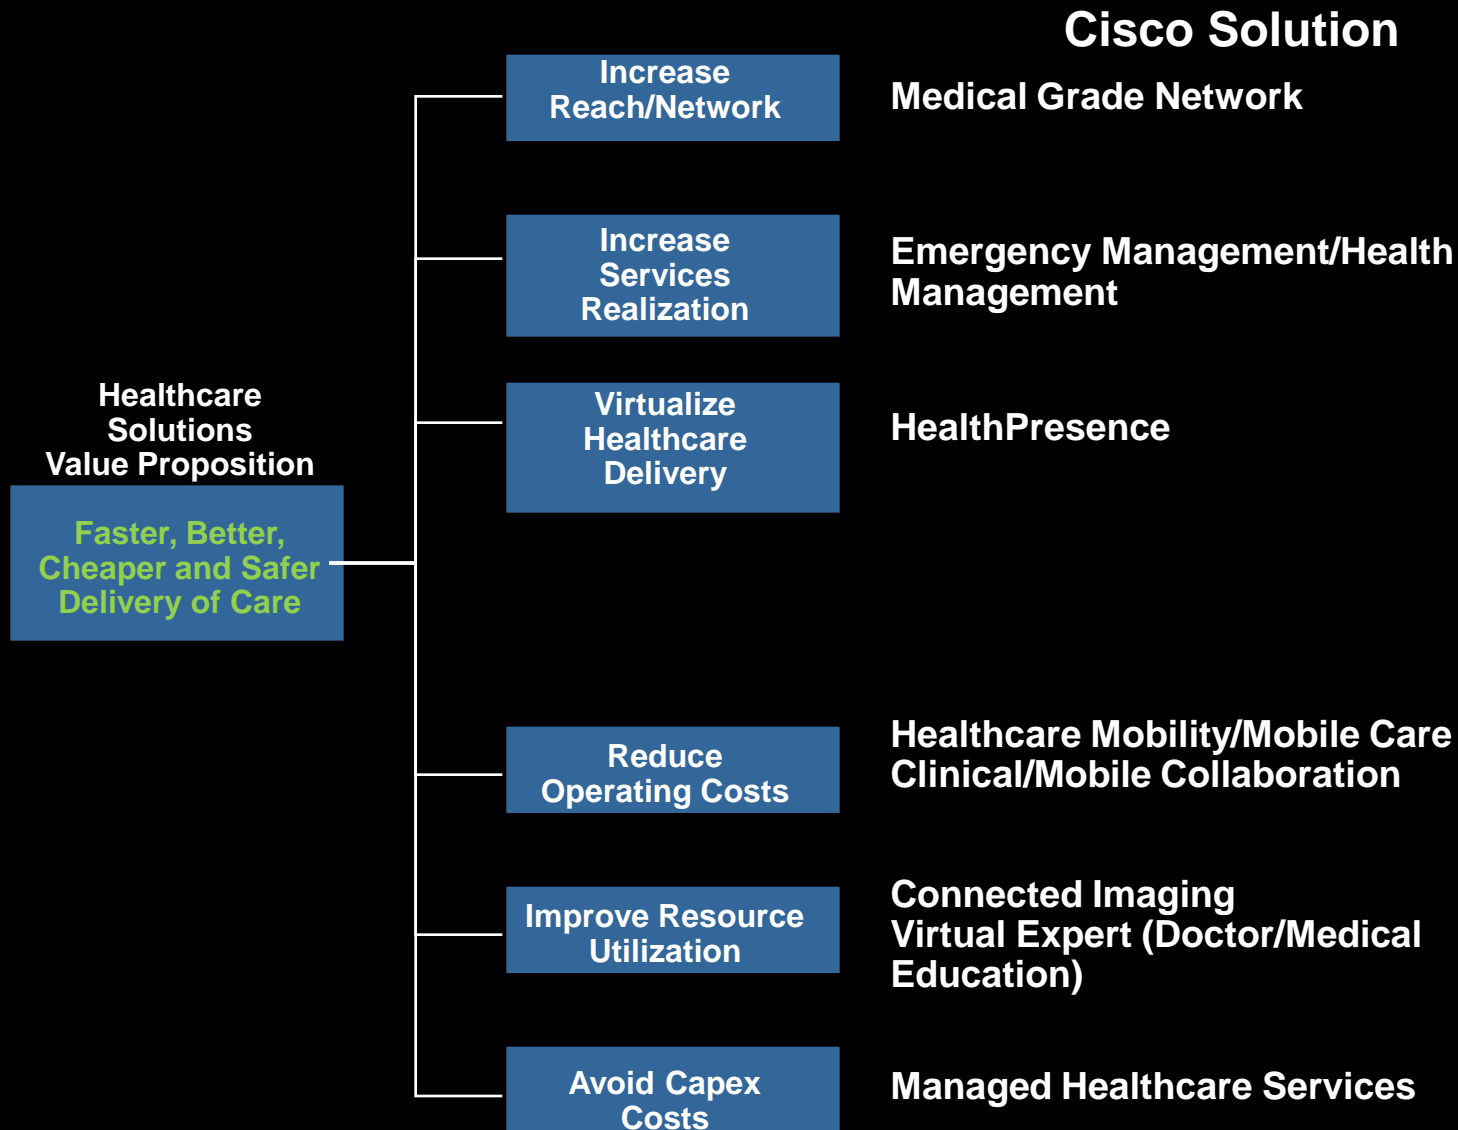 Cisco Solution
Increase
Reach/Network
Medical Grade Network
Increase
Services
Realization
Emergency Management/Health
Management
Healthcare
Solutions
Value Proposition
Faster, Better,
Cheaper and Safer
Delivery of Care
Virtualize
Healthcare
Delivery
HealthPresence
Reduce
Operating Costs
Healthcare Mobility/Mobile Care
Clinical/Mobile Collaboration
Improve Resource
Utilization
Connected Imaging
Virtual Expert (Doctor/Medical
Education)
Avoid Capex
Costs
Managed Healthcare Services